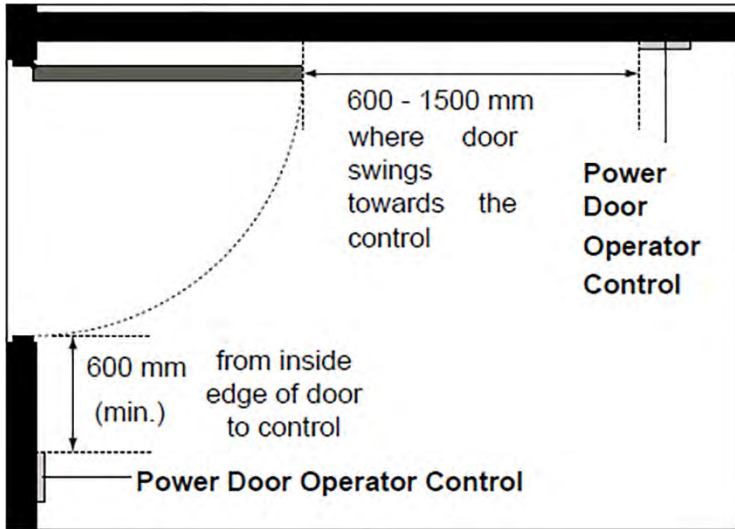 600 - 1500 mm
where door
swings
towards the
control
Power
Door
Operator
Control
600 mm
(min.)
from inside
edge of door
to control
Power Door Operator Control